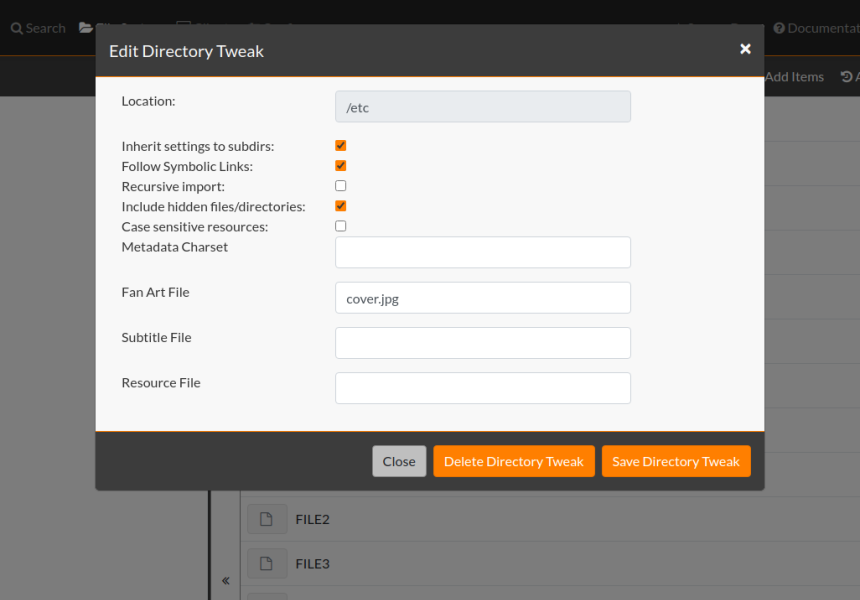 Search
Documentat
Edit Directory Tweak
Add Items
Location:
/etc
Inherit settings to subdirs:
Follow Symbolic Links:
Recursive import:
Include hidden files/directories:
Case sensitive resources:
Metadata Charset
Fan Art File
cover.jpg
Subtitle File
Resource File
Close
Delete Directory Tweak
Save Directory Tweak
FILE2
FILE3
«